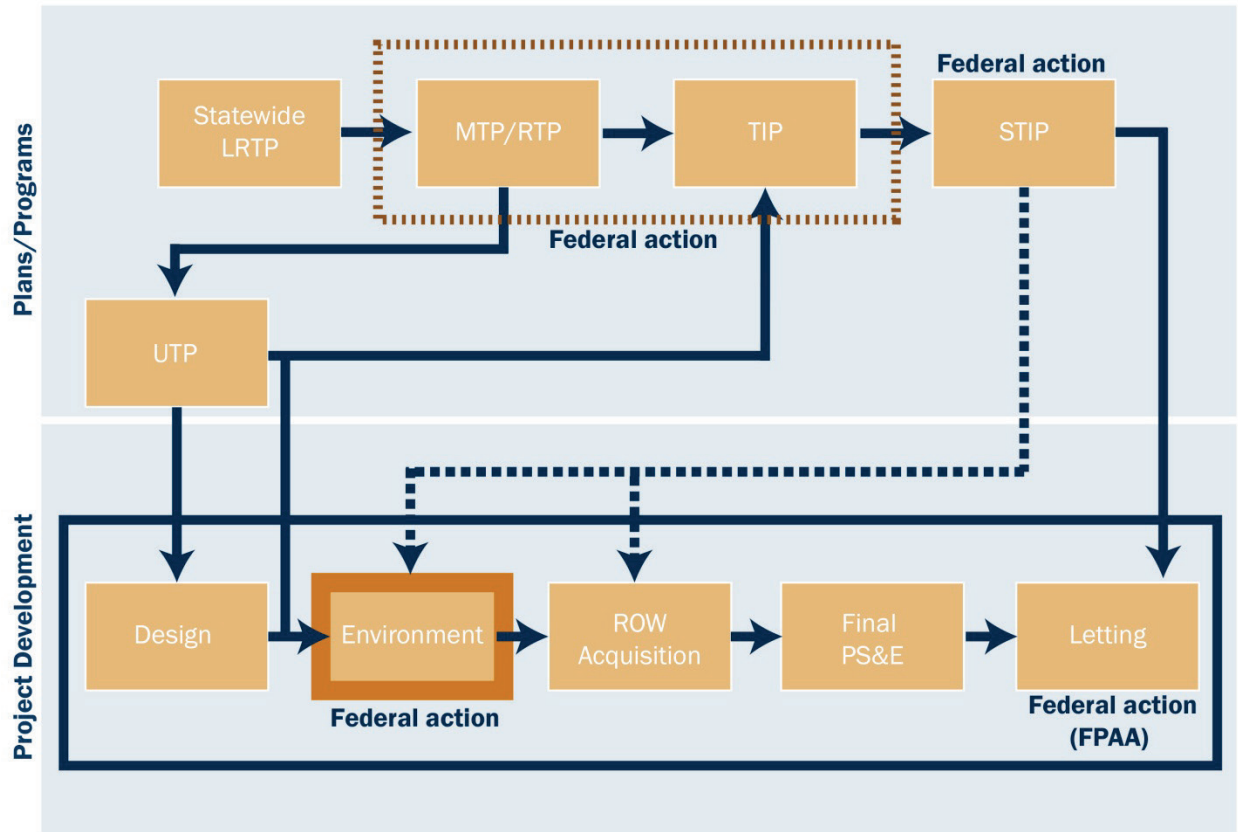 Plans/Programs
Federal action
Statewide
LRTP
MTP/RTP
TIP
STIP
Federal action
UTP
Project Development
Design
Environment
ROW
Acquisition
Final
PS&E
Letting
Federal action
Federal action
(FPAA)